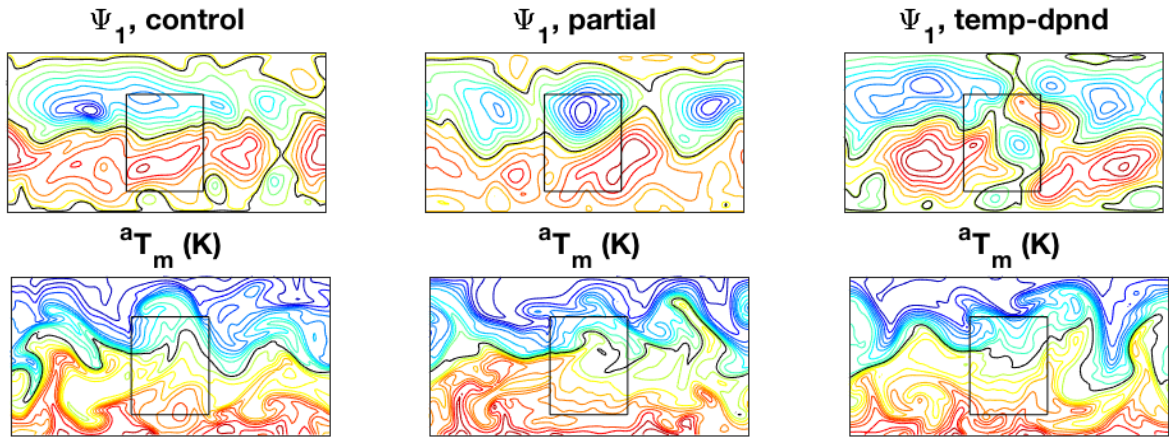 Ψ₁, control
Ψ₁, partial
Ψ₁, temp-dpnd
ᵃTₘ (K)
ᵃTₘ (K)
ᵃTₘ (K)